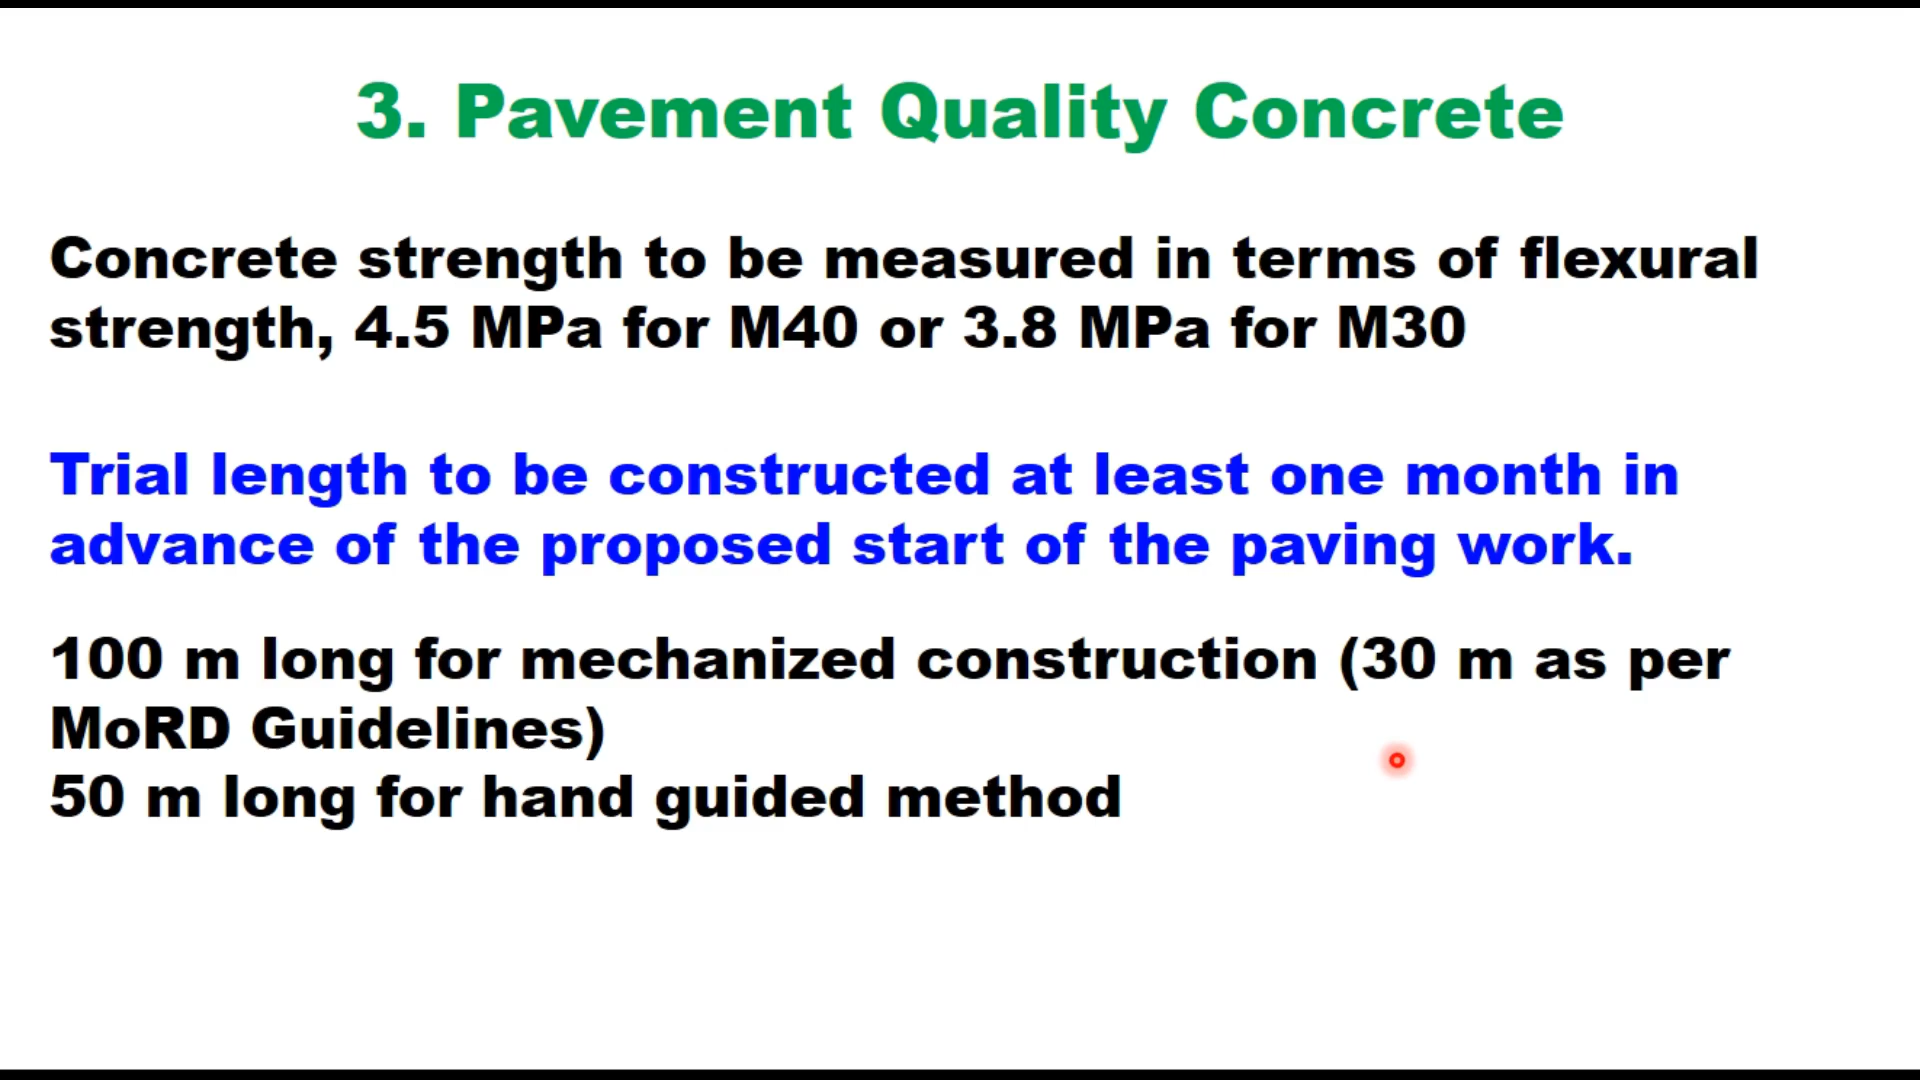 3. Pavement Quality Concrete
Concrete strength to be measured in terms of flexural
strength, 4.5 MPa for M40 or 3.8 MPa for M30
Trial length to be constructed at least one month in
advance of the proposed start of the paving work.
100 m long for mechanized construction (30 m as per
MoRD Guidelines)
50 m long for hand guided method